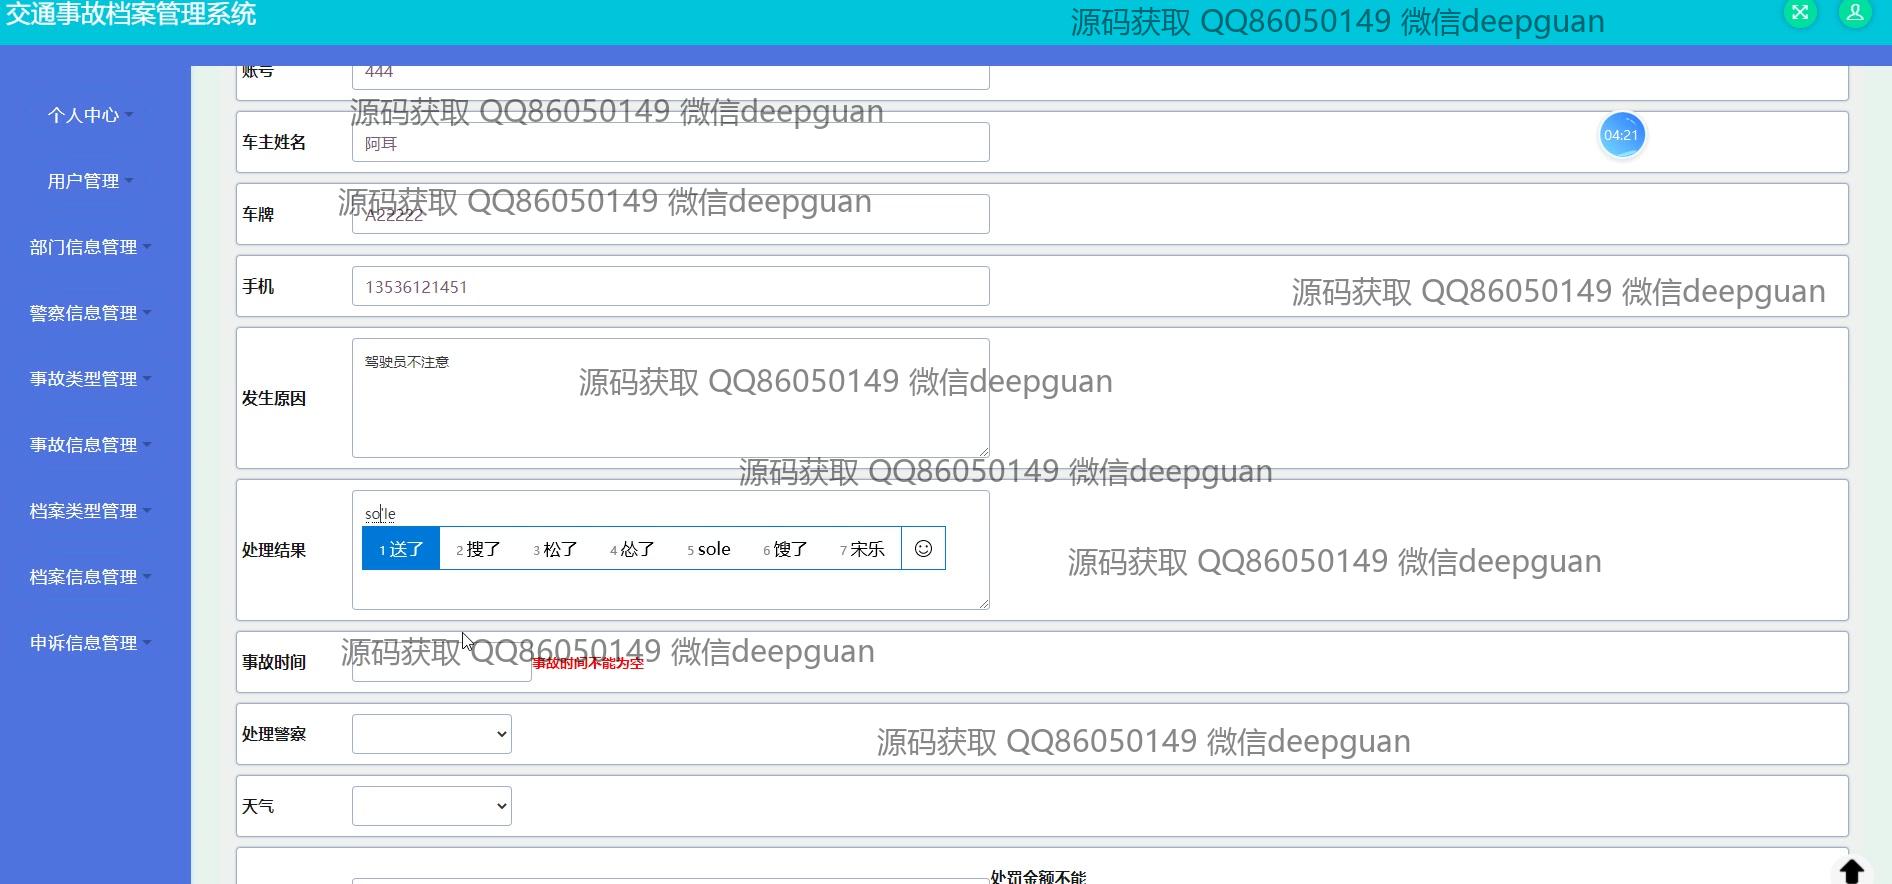 交通事故档案管理系统
源码获取 QQ86050149 微信deepguan
个人中心
用户管理
部门信息管理
警察信息管理
事故类型管理
事故信息管理
档案类型管理
档案信息管理
申诉信息管理
账号
444
源码获取 QQ86050149 微信deepguan
车主姓名
阿耳
04:21
源码获取 QQ86050149 微信deepguan
车牌
A22222
手机
13536121451
源码获取 QQ86050149 微信deepguan
发生原因
驾驶员不注意
源码获取 QQ86050149 微信deepguan
源码获取 QQ86050149 微信deepguan
处理结果
so'le
1 送了 2 搜了 3 松了 4 怂了 5 sole 6 馊了 7 宋乐
源码获取 QQ86050149 微信deepguan
源码获取 QQ86050149 微信deepguan
事故时间
事故时间不能为空
处理警察
源码获取 QQ86050149 微信deepguan
天气
处罚金额不能